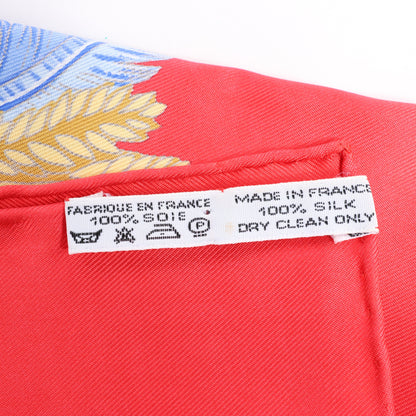 FABRIQUE EN FRANCE
100% SOIE
P
MADE IN FRANCE
100% SILK
DRY CLEAN ONLY